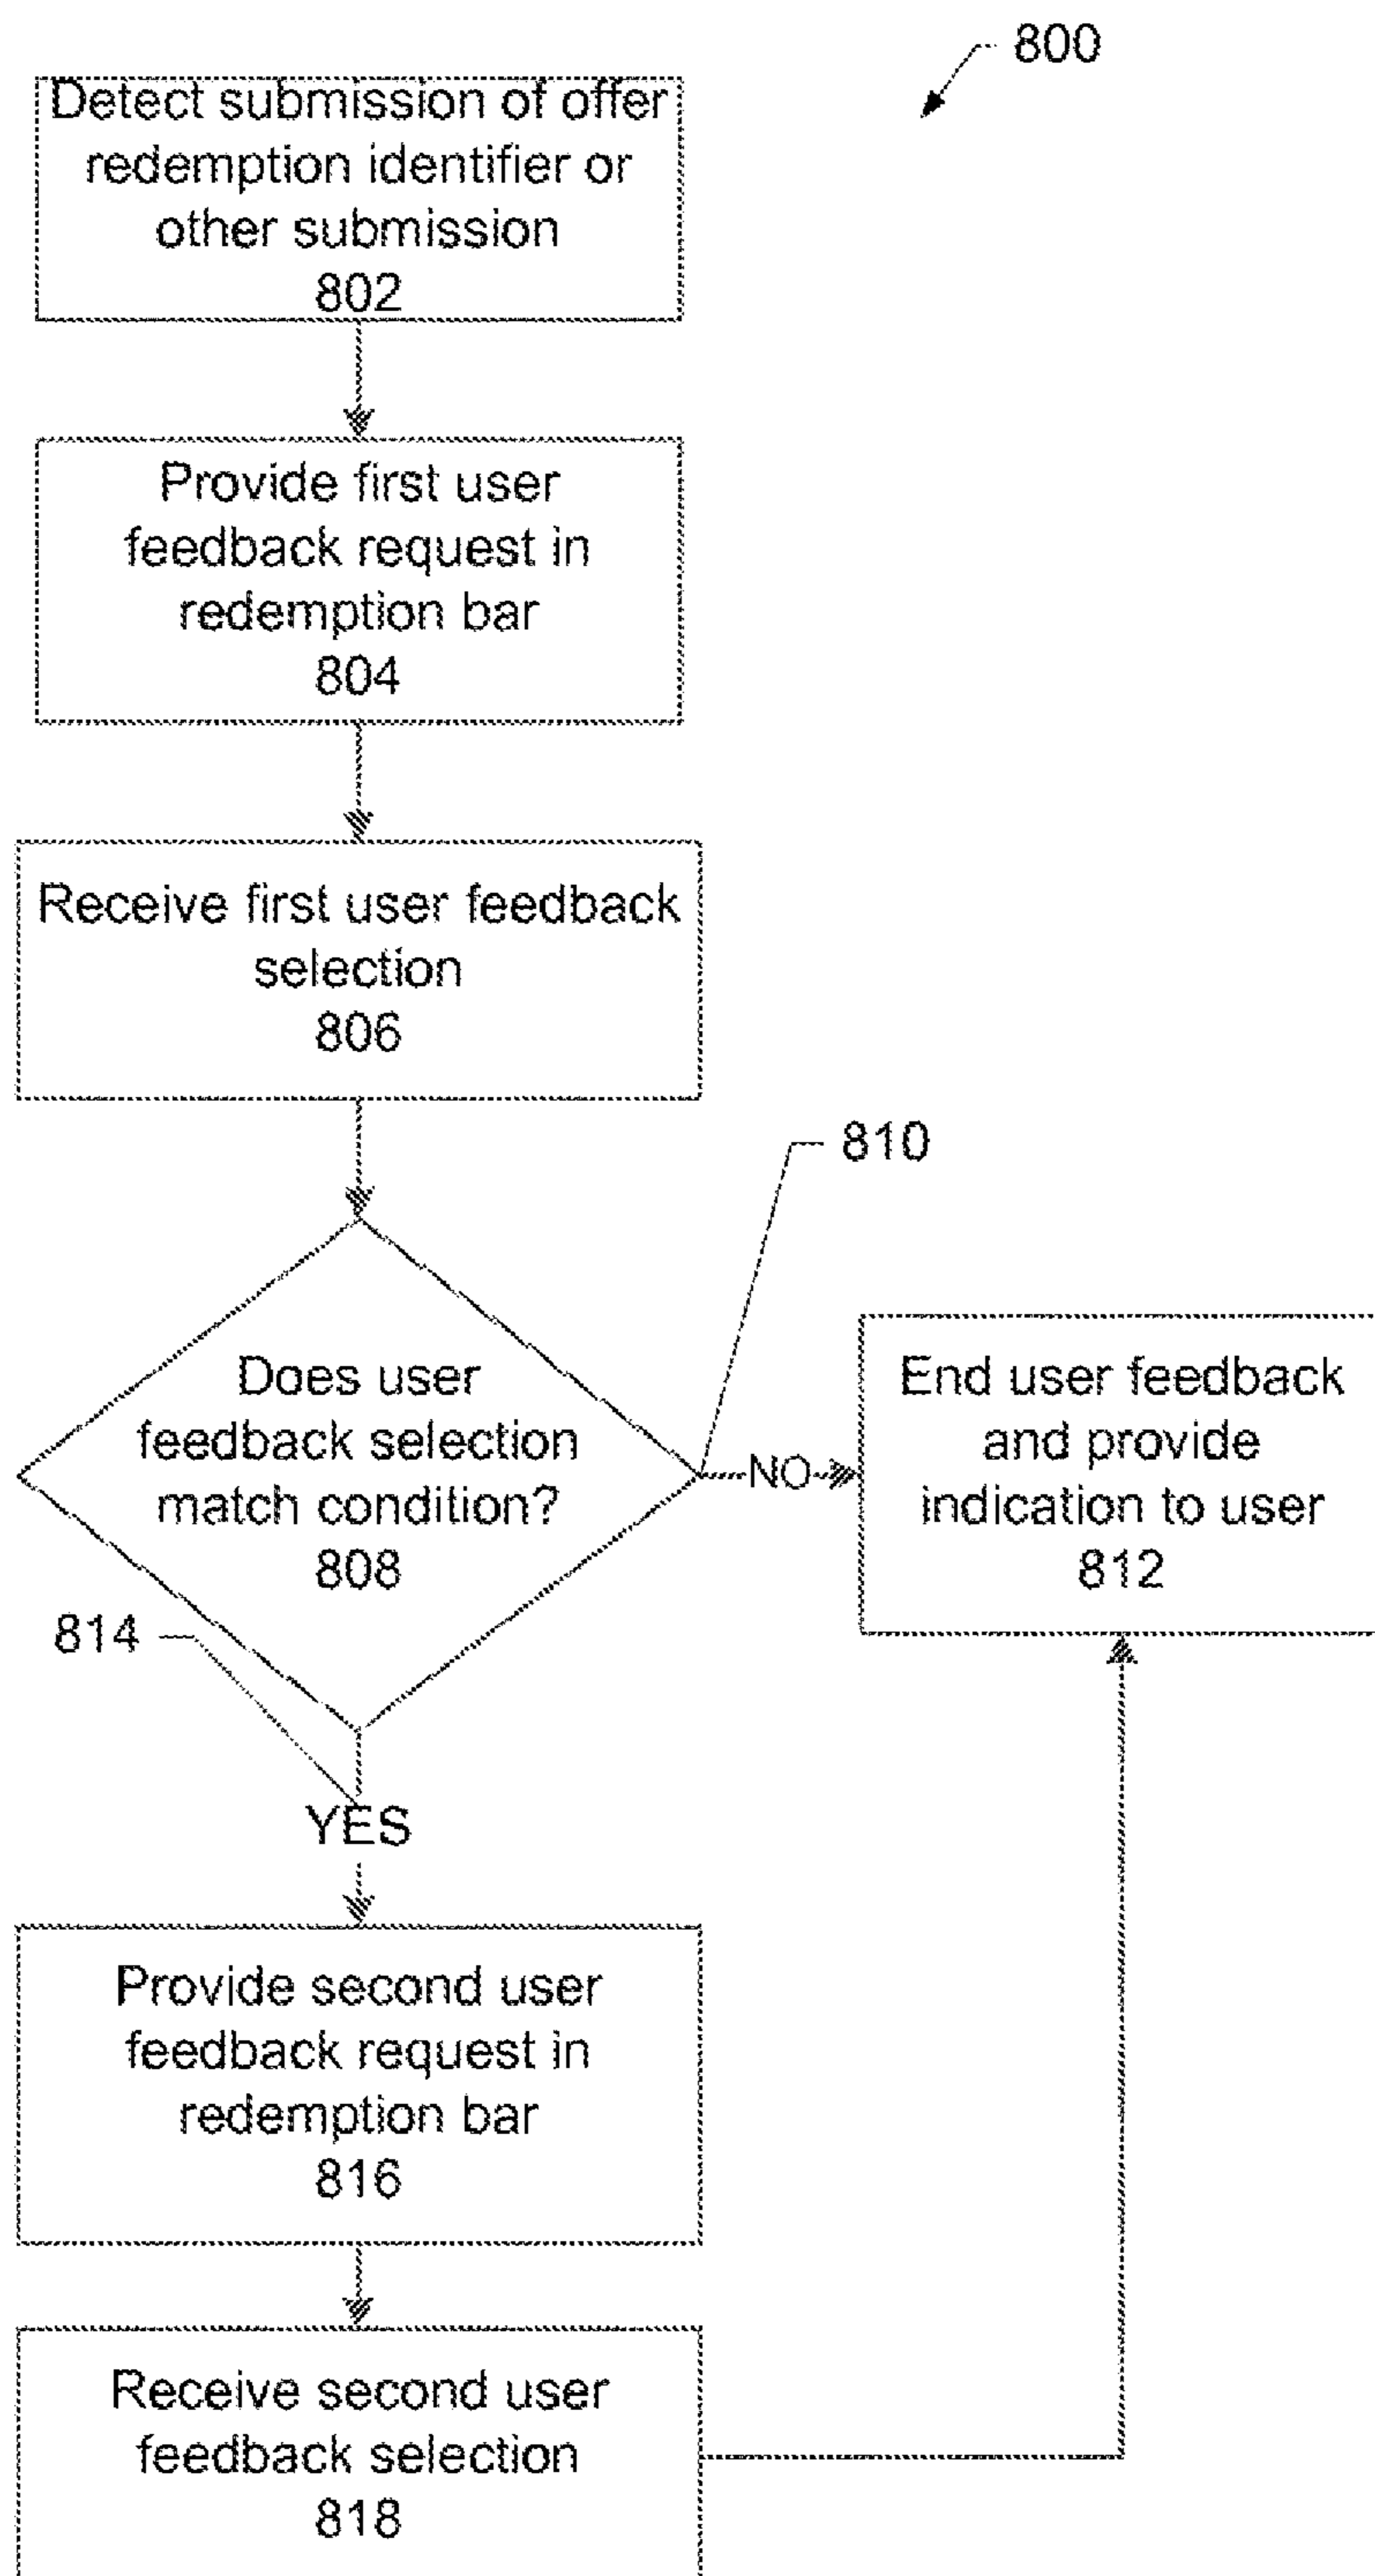 800
Detect submission of offer
redemption identifier or
other submission
802
Provide first user
feedback request in
redemption bar
804
Receive first user feedback
selection
806
810
Does user
feedback selection
match condition?
808
NO
End user feedback
and provide
indication to user
812
814
YES
Provide second user
feedback request in
redemption bar
816
Receive second user
feedback selection
818